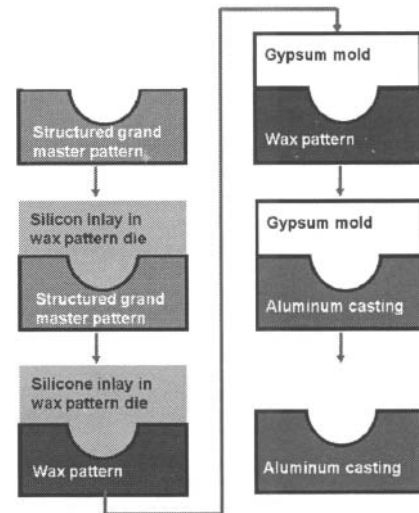 Structured grand
master pattern
Silicon inlay in
wax pattern die
Structured grand
master pattern
Silicone inlay in
wax pattern die
Wax pattern
Gypsum mold
Wax pattern
Gypsum mold
Aluminum casting
Aluminum casting